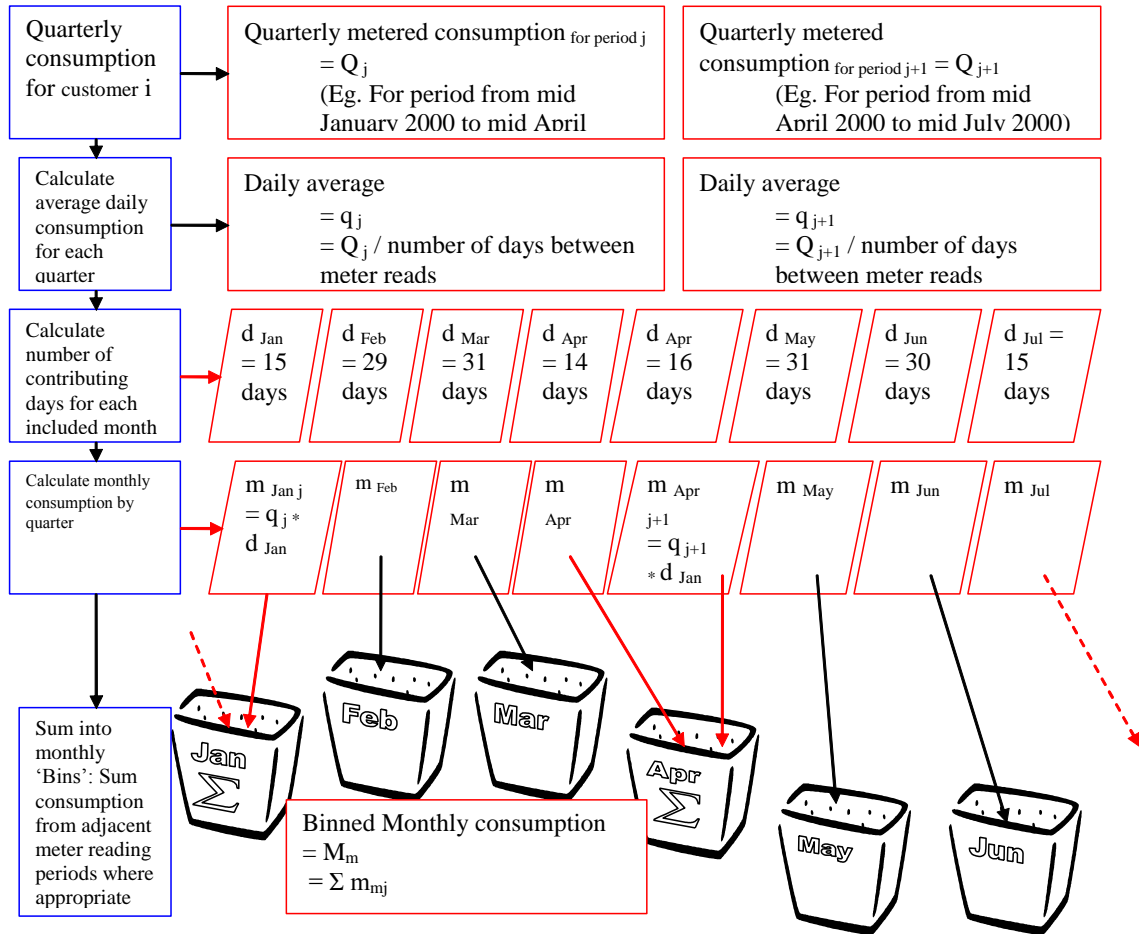 Quarterly
consumption
for customer i
Quarterly metered consumption for period j
= Q j
(Eg. For period from mid
January 2000 to mid April
Quarterly metered
consumption for period j+1 = Q j+1
(Eg. For period from mid
April 2000 to mid July 2000)
Calculate
average daily
consumption
for each
quarter
Daily average
= q j
= Q j / number of days between
meter reads
Daily average
= q j+1
= Q j+1 / number of days
between meter reads
Calculate
number of
contributing
days for each
included month
d Jan
= 15
days
d Feb
= 29
days
d Mar
= 31
days
d Apr
= 14
days
d Apr
= 16
days
d May
= 31
days
d Jun
= 30
days
d Jul =
15
days
Calculate monthly
consumption by
quarter
m Jan j
= q j *
d Jan
m Feb
m
Mar
m
Apr
m Apr
j+1
= q j+1
* d Jan
m May
m Jun
m Jul
Sum into
monthly
‘Bins’: Sum
consumption
from adjacent
meter reading
periods where
appropriate
Jan
Σ
Feb
Mar
Apr
Σ
May
Jun
Binned Monthly consumption
= M m
= Σ m mj